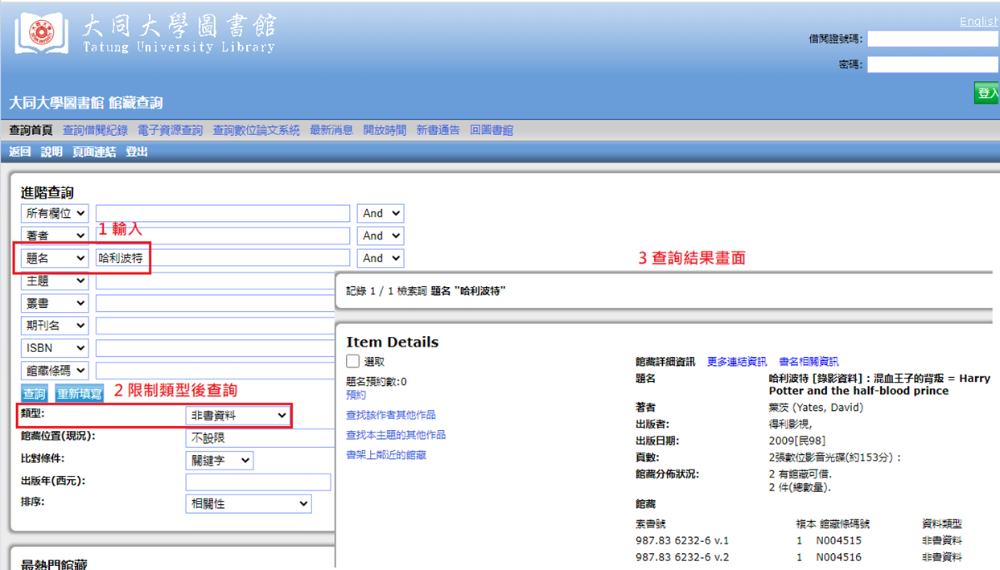 大同大學圖書館
Tatung University Library
English
借閱證號碼:
密碼:
登入
大同大學圖書館 館藏查詢
查詢首頁 查詢借閱紀錄 電子資源查詢 查詢數位論文系統 最新消息 開放時間 新書通告 回圖書館
返回 說明 頁面連結 登出
進階查詢
所有欄位 And
1 輸入
著者 And
題名 哈利波特 And
主題
叢書
期刊名
ISBN
館藏條碼
查詢 重新填寫 2 限制類型後查詢
類型: 非書資料
館藏位置(現況): 不設限
比對條件: 關鍵字
出版年(西元):
排序: 相關性
最熱門館藏
3 查詢結果畫面
記錄 1 / 1 檢索詞 題名 "哈利波特"
Item Details
選取
題名預約數:0
預約
查找該作者其他作品
查找本主題的其他作品
書架上鄰近的館藏
館藏詳細資訊 更多連結資訊 書名相關資訊
題名 哈利波特 [錄影資料] : 混血王子的背叛 = Harry
Potter and the half-blood prince
著者 葉茨 (Yates, David)
出版者: 得利影視,
出版日期: 2009[民98]
頁數: 2張數位影音光碟(約153分) :
館藏分佈狀況: 2 有館藏可借.
2 件(總數量).
館藏
索書號 複本 館藏條碼號 資料類型
987.83 6232-6 v.1 1 N004515 非書資料
987.83 6232-6 v.2 1 N004516 非書資料